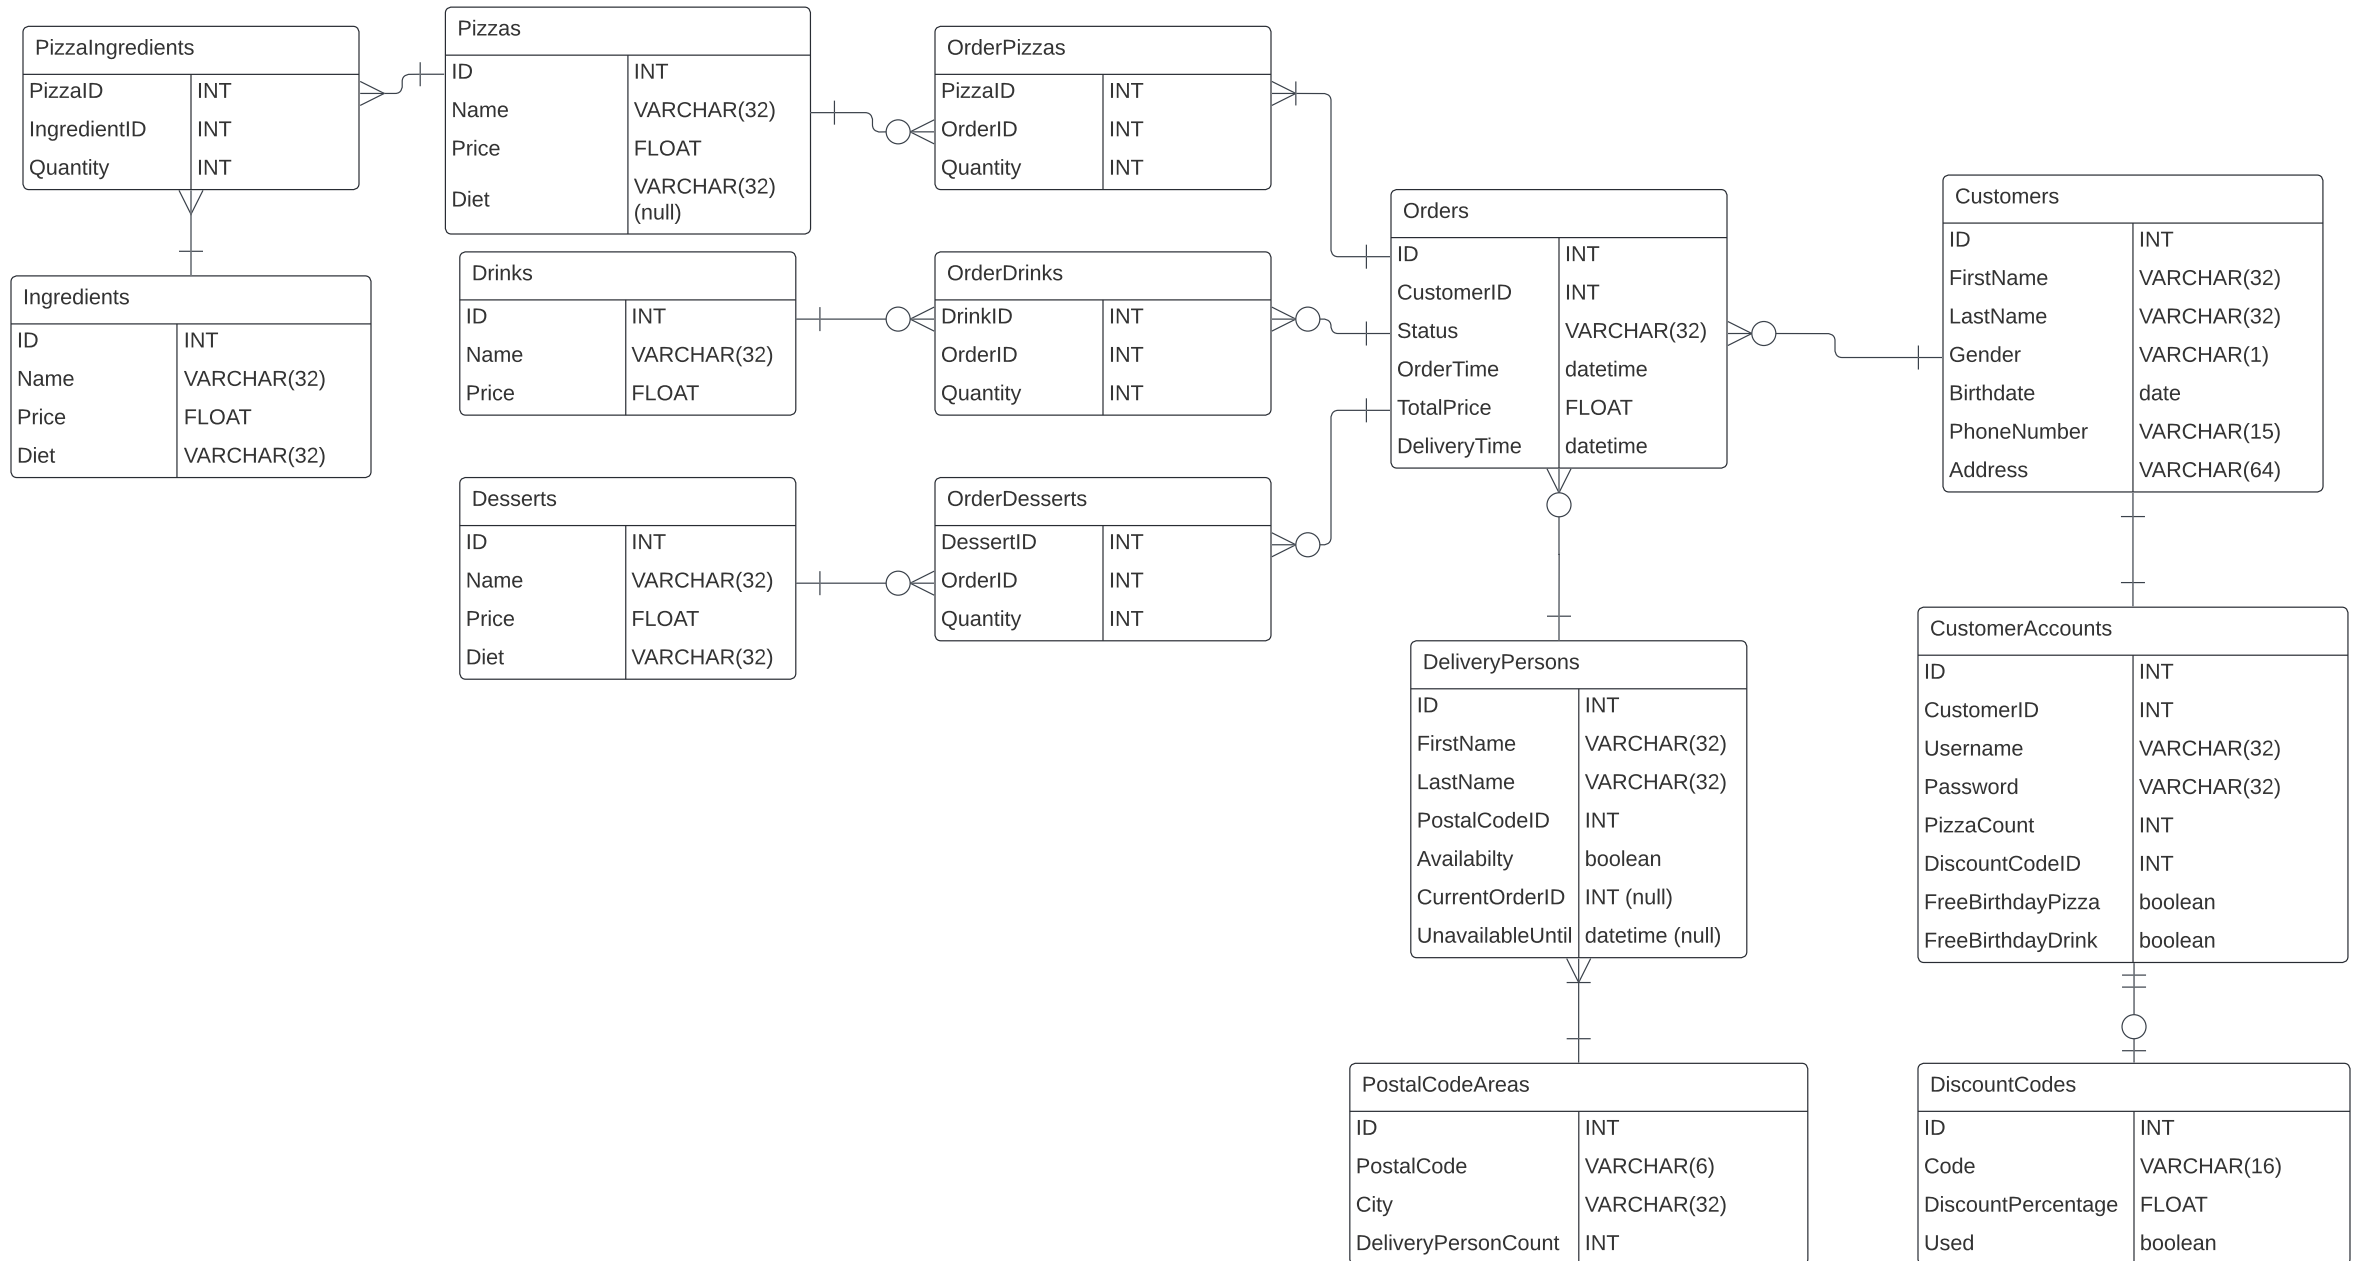 PizzaIngredients
PizzaID INT
IngredientID INT
Quantity INT
Pizzas
ID INT
Name VARCHAR(32)
Price FLOAT
Diet VARCHAR(32)
(null)
OrderPizzas
PizzaID INT
OrderID INT
Quantity INT
Ingredients
ID INT
Name VARCHAR(32)
Price FLOAT
Diet VARCHAR(32)
Drinks
ID INT
Name VARCHAR(32)
Price FLOAT
OrderDrinks
DrinkID INT
OrderID INT
Quantity INT
Desserts
ID INT
Name VARCHAR(32)
Price FLOAT
Diet VARCHAR(32)
OrderDesserts
DessertID INT
OrderID INT
Quantity INT
Orders
ID INT
CustomerID INT
Status VARCHAR(32)
OrderTime datetime
TotalPrice FLOAT
DeliveryTime datetime
Customers
ID INT
FirstName VARCHAR(32)
LastName VARCHAR(32)
Gender VARCHAR(1)
Birthdate date
PhoneNumber VARCHAR(15)
Address VARCHAR(64)
DeliveryPersons
ID INT
FirstName VARCHAR(32)
LastName VARCHAR(32)
PostalCodeID INT
Availabilty boolean
CurrentOrderID INT (null)
UnavailableUntil datetime (null)
CustomerAccounts
ID INT
CustomerID INT
Username VARCHAR(32)
Password VARCHAR(32)
PizzaCount INT
DiscountCodeID INT
FreeBirthdayPizza boolean
FreeBirthdayDrink boolean
PostalCodeAreas
ID INT
PostalCode VARCHAR(6)
City VARCHAR(32)
DeliveryPersonCount INT
DiscountCodes
ID INT
Code VARCHAR(16)
DiscountPercentage FLOAT
Used boolean